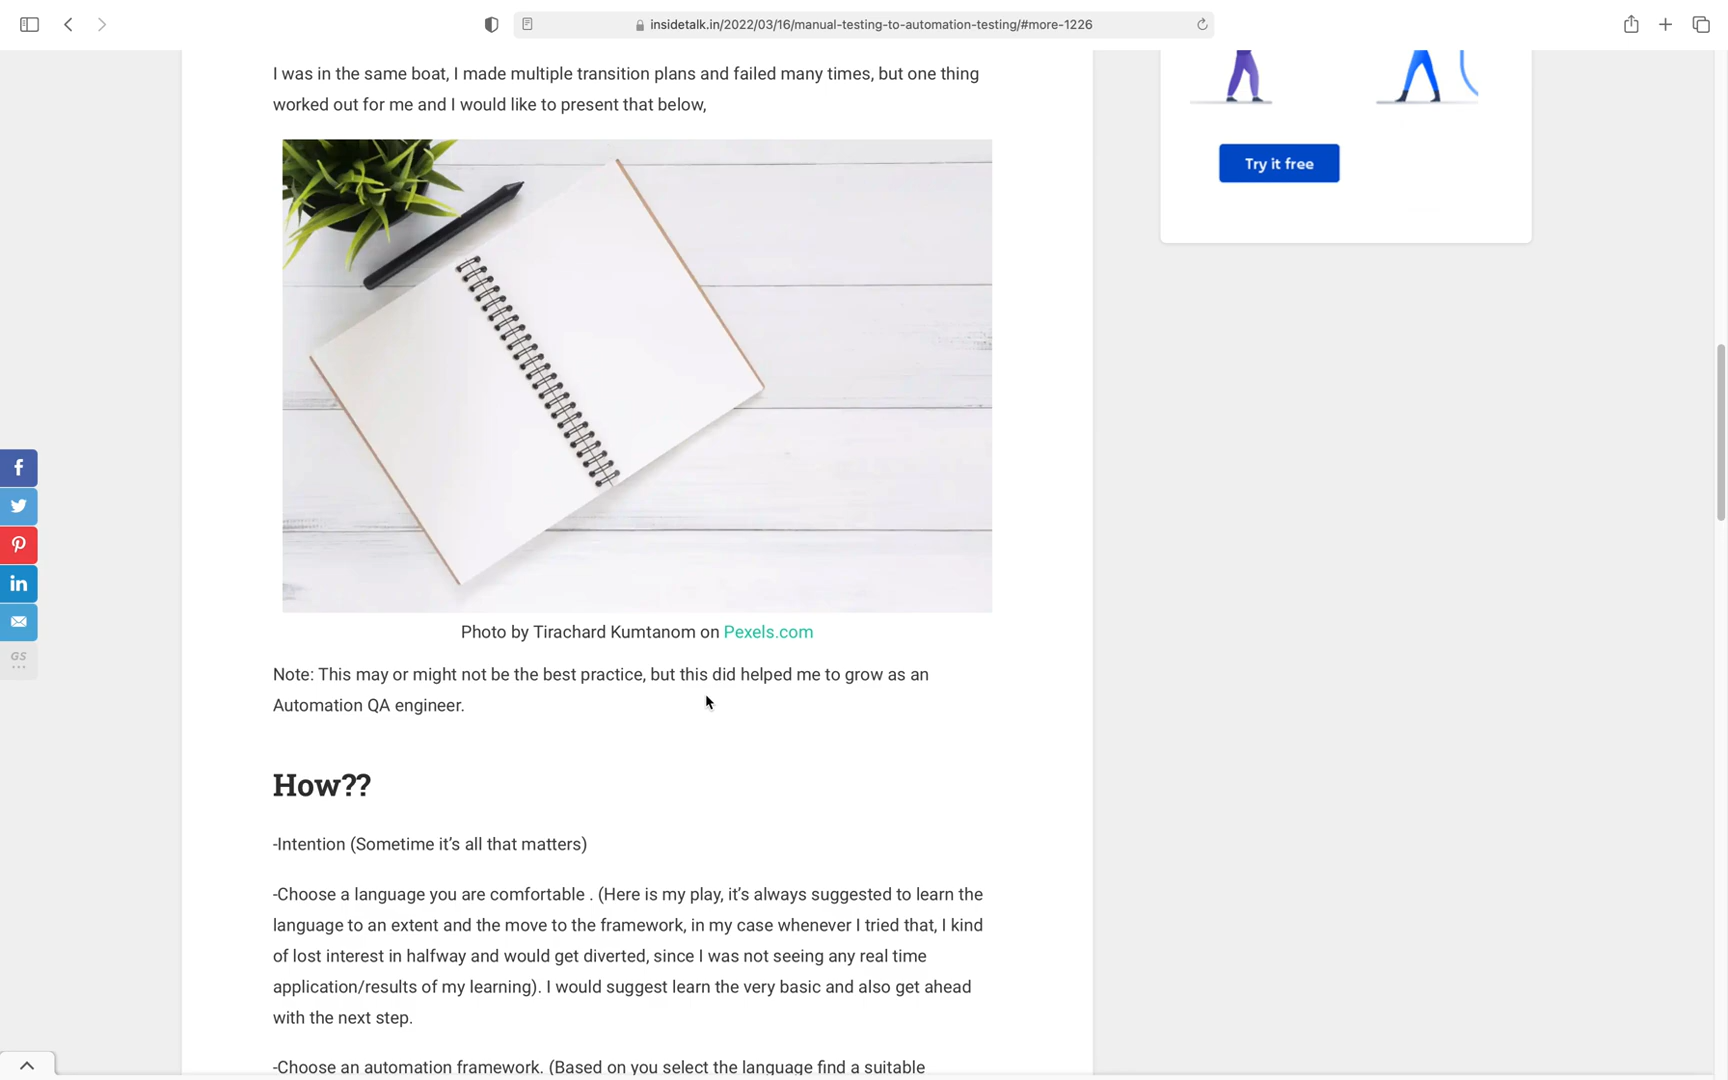 insidetalk.in/2022/03/16/manual-testing-to-automation-testing/#more-1226
I was in the same boat, I made multiple transition plans and failed many times, but one thing
worked out for me and I would like to present that below,
Try it free
Photo by Tirachard Kumtanom on Pexels.com
Note: This may or might not be the best practice, but this did helped me to grow as an
Automation QA engineer.
How??
-Intention (Sometime it’s all that matters)
-Choose a language you are comfortable . (Here is my play, it’s always suggested to learn the
language to an extent and the move to the framework, in my case whenever I tried that, I kind
of lost interest in halfway and would get diverted, since I was not seeing any real time
application/results of my learning). I would suggest learn the very basic and also get ahead
with the next step.
-Choose an automation framework. (Based on you select the language find a suitable
f
in
GS